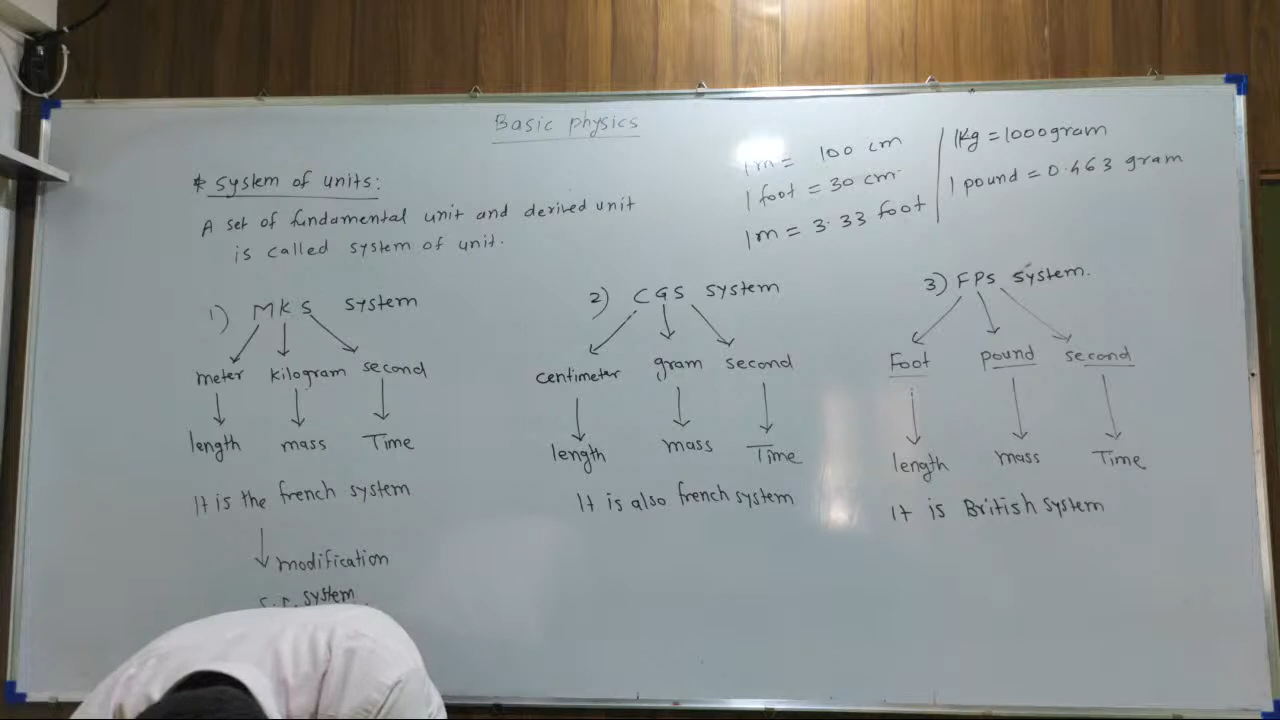 Basic physics
* system of units:
A set of fundamental unit and derived unit
is called system of unit.
1m = 100 cm
1 foot = 30 cm
1m = 3.33 foot
1Kg = 1000gram
1 pound = 0.463 gram
1) MKS system
meter kilogram second
length mass Time
It is the french system
modification
system
2) CGS system
centimeter gram second
length mass Time
It is also french system
3) FPS system.
Foot pound second
length mass Time
It is British system